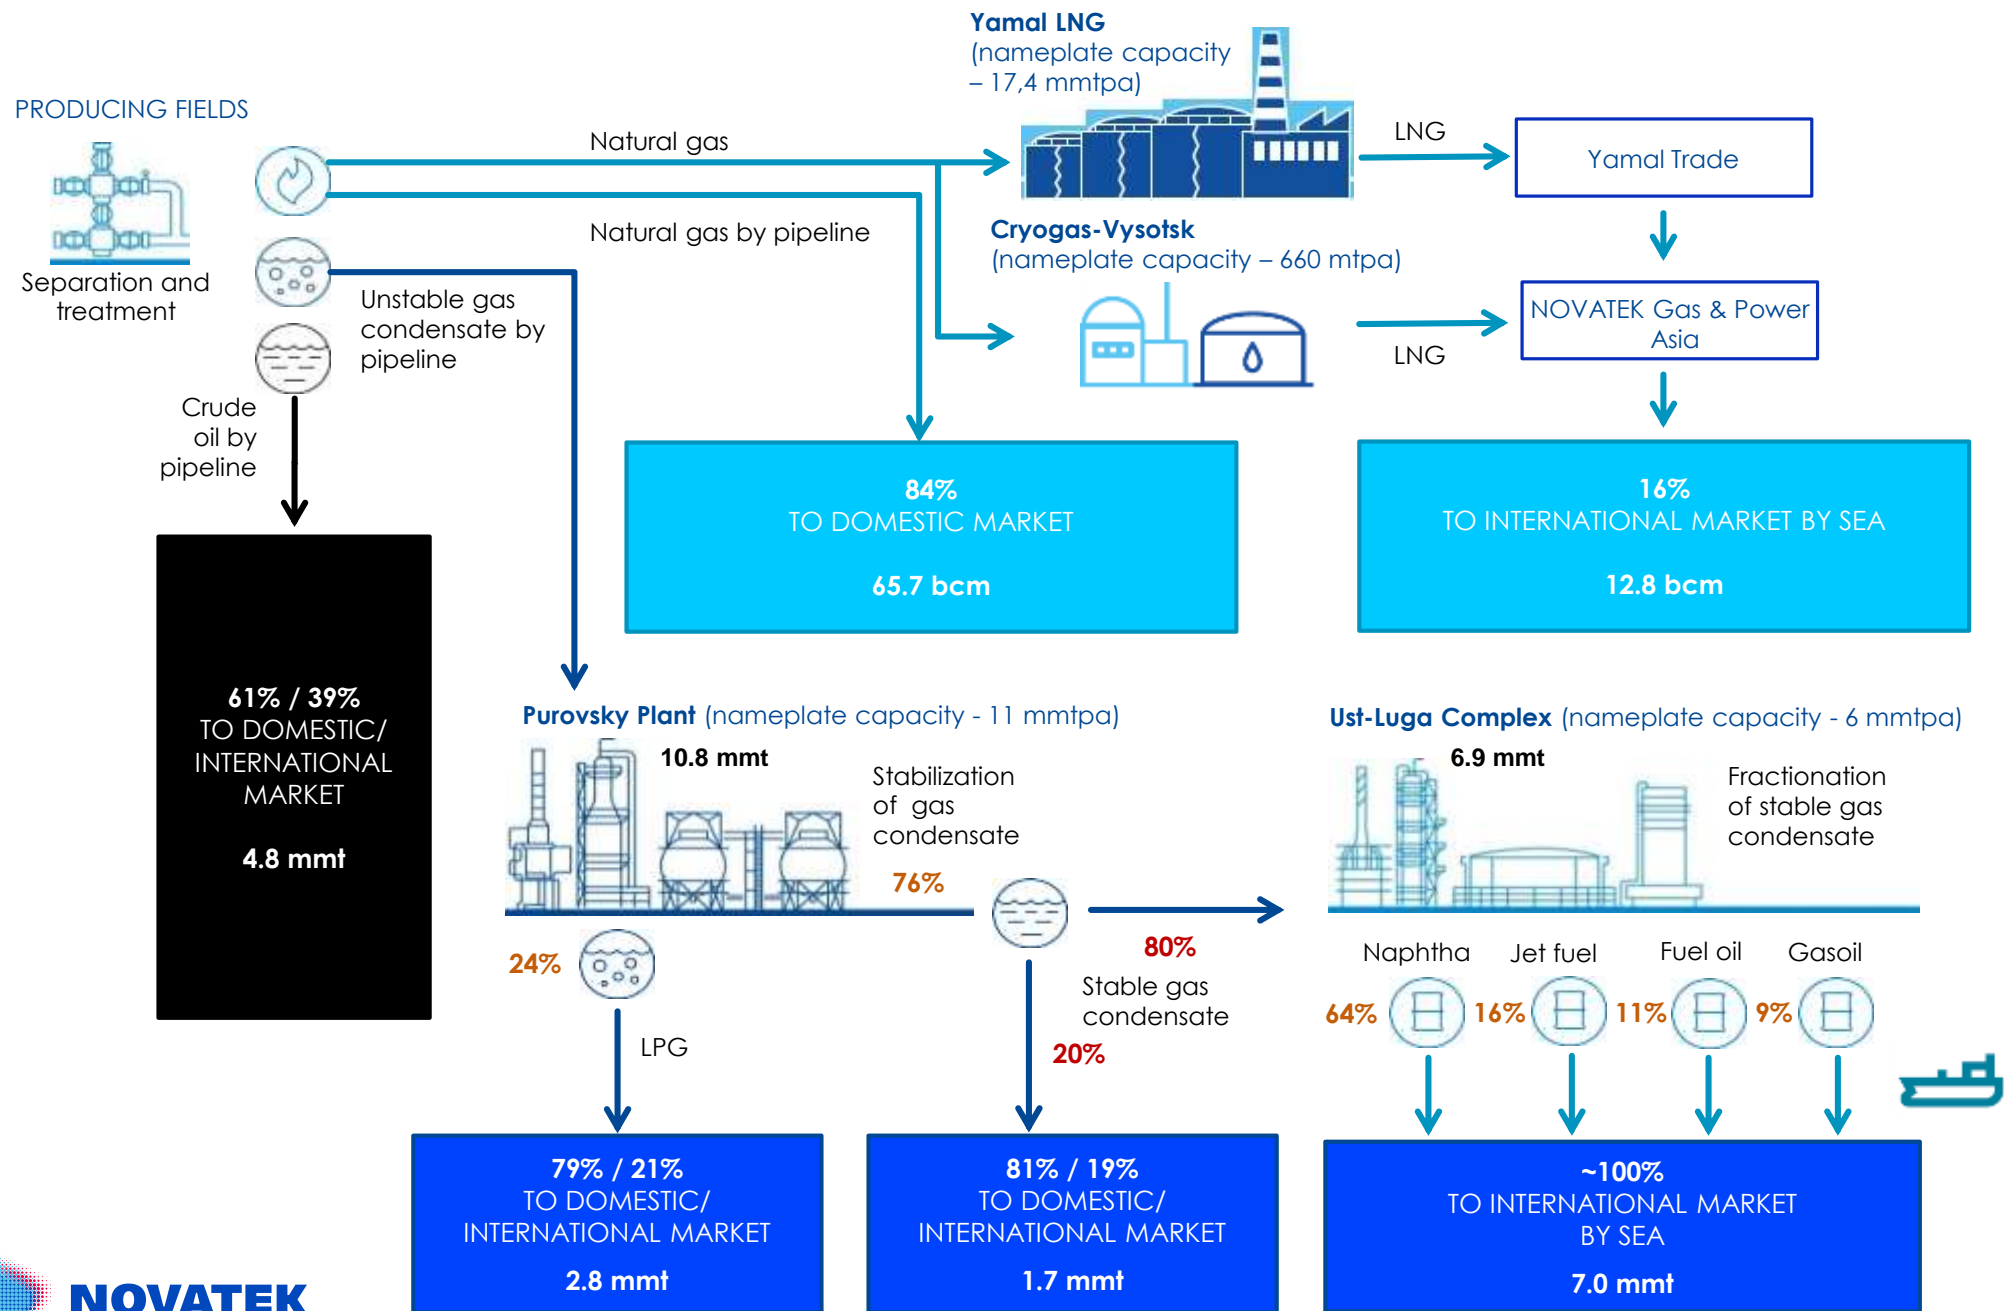 Yamal LNG
(nameplate capacity
– 17,4 mmtpa)
PRODUCING FIELDS
Natural gas
LNG
Yamal Trade
Natural gas by pipeline
Cryogas-Vysotsk
(nameplate capacity – 660 mtpa)
Separation and
treatment
Unstable gas
condensate by
pipeline
NOVATEK Gas & Power
Asia
LNG
Crude
oil by
pipeline
84%
TO DOMESTIC MARKET
65.7 bcm
16%
TO INTERNATIONAL MARKET BY SEA
12.8 bcm
61% / 39%
TO DOMESTIC/
INTERNATIONAL
MARKET
4.8 mmt
Purovsky Plant (nameplate capacity - 11 mmtpa)
10.8 mmt
Stabilization
of gas
condensate
76%
24%
LPG
80%
Stable gas
condensate
20%
Ust-Luga Complex (nameplate capacity - 6 mmtpa)
6.9 mmt
Fractionation
of stable gas
condensate
Naphtha Jet fuel Fuel oil Gasoil
64% 16% 11% 9%
79% / 21%
TO DOMESTIC/
INTERNATIONAL MARKET
2.8 mmt
81% / 19%
TO DOMESTIC/
INTERNATIONAL MARKET
1.7 mmt
~100%
TO INTERNATIONAL MARKET
BY SEA
7.0 mmt
NOVATEK